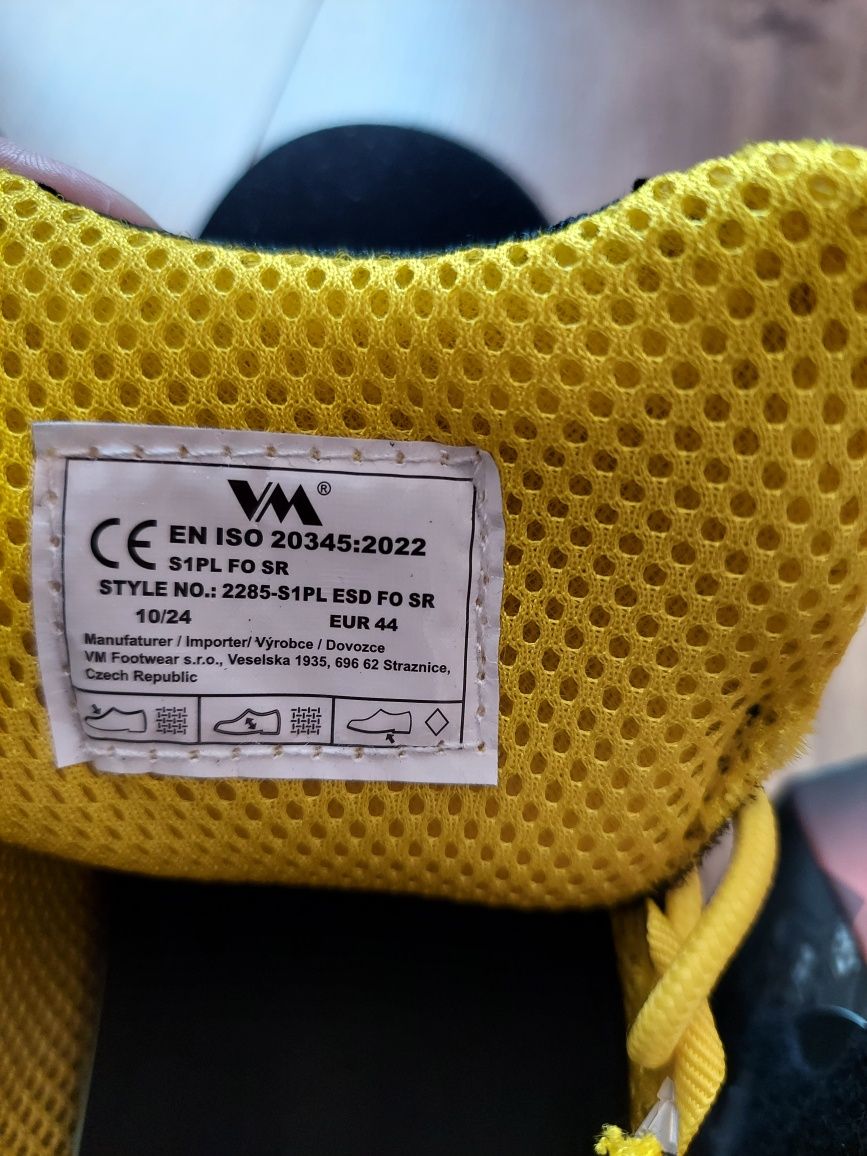 VM®
CE EN ISO 20345:2022
S1PL FO SR
STYLE NO.: 2285-S1PL ESD FO SR
10/24 EUR 44
Manufaturer / Importer/ Výrobce / Dovozce
VM Footwear s.r.o., Veselska 1935, 696 62 Straznice,
Czech Republic